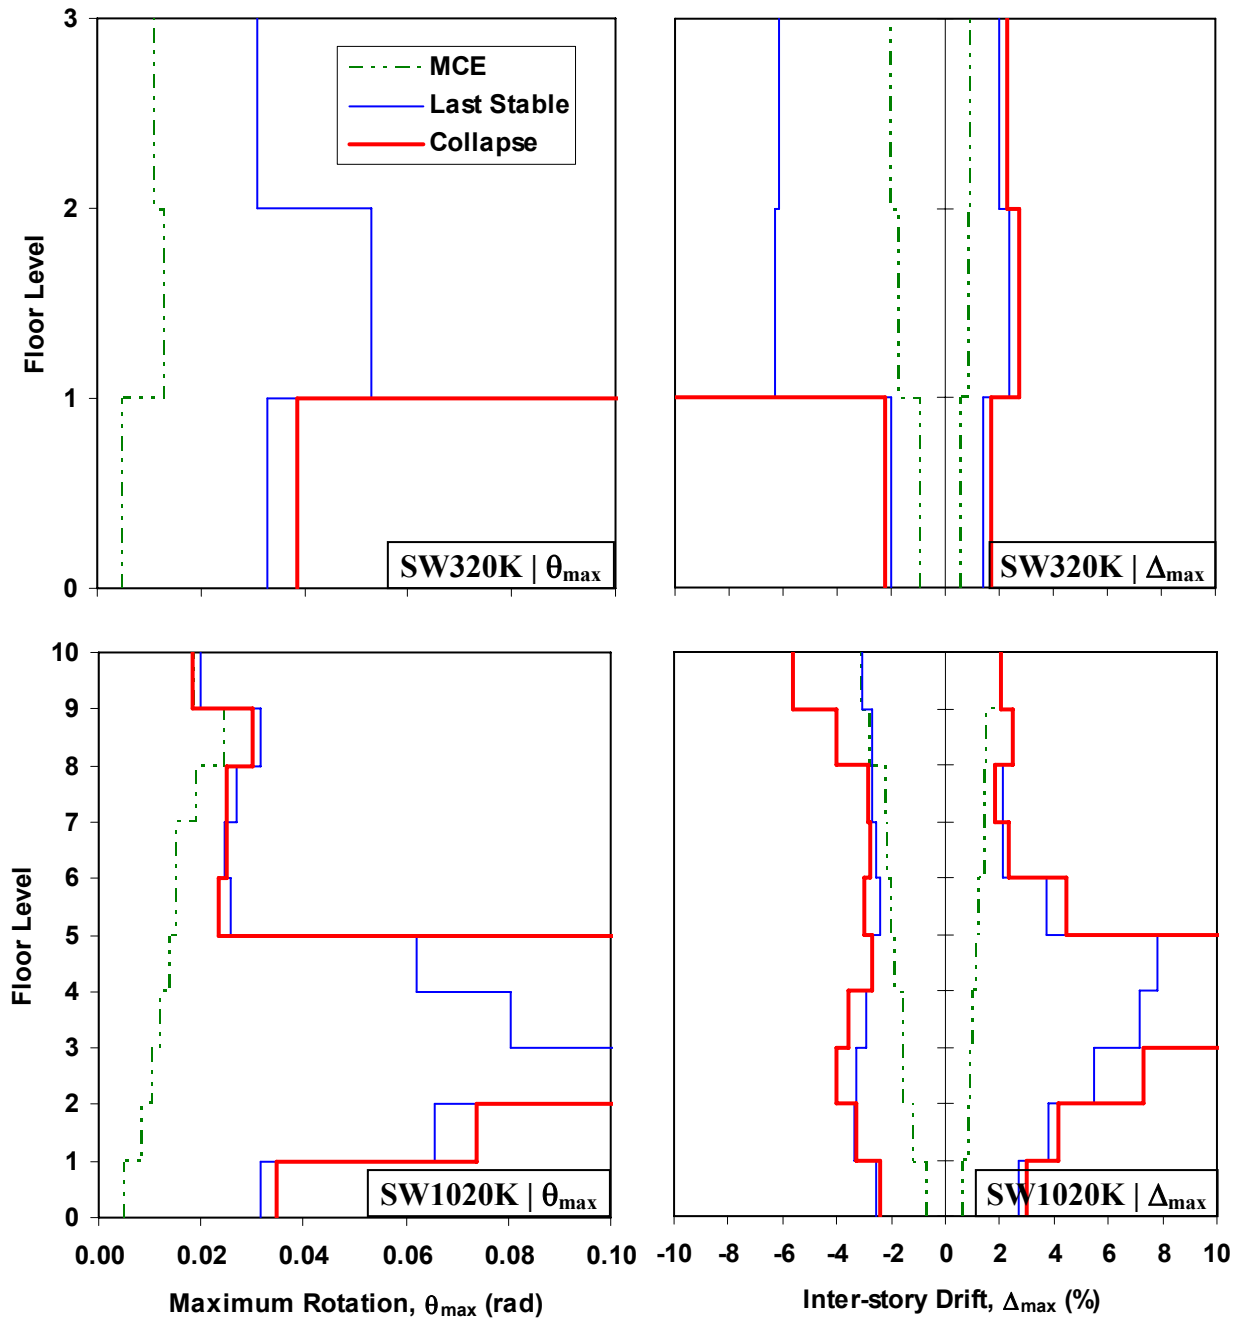 3
2
1
0
Floor Level
MCE
Last Stable
Collapse
SW320K | θmax
SW320K | Δmax
10
9
8
7
6
5
4
3
2
1
0
Floor Level
SW1020K | θmax
SW1020K | Δmax
0.00 0.02 0.04 0.06 0.08 0.10
-10 -8 -6 -4 -2 0 2 4 6 8 10
Maximum Rotation, θmax (rad)
Inter-story Drift, Δmax (%)